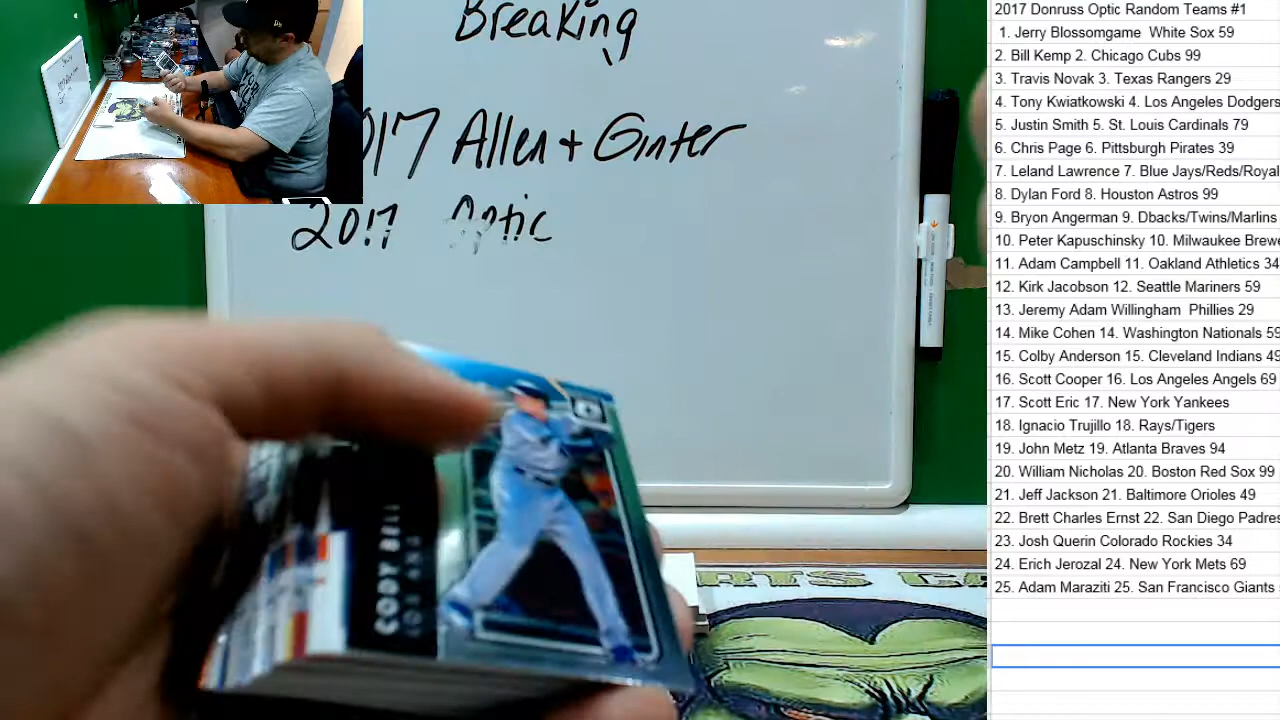 Breaking
2017 Allen + Ginter
2017 Optic
CODY BELL
LOS ANG
RTS CA
2017 Donruss Optic Random Teams #1
1. Jerry Blossomgame White Sox 59
2. Bill Kemp 2. Chicago Cubs 99
3. Travis Novak 3. Texas Rangers 29
4. Tony Kwiatkowski 4. Los Angeles Dodgers
5. Justin Smith 5. St. Louis Cardinals 79
6. Chris Page 6. Pittsburgh Pirates 39
7. Leland Lawrence 7. Blue Jays/Reds/Royal
8. Dylan Ford 8. Houston Astros 99
9. Bryon Angerman 9. Dbacks/Twins/Marlins
10. Peter Kapuschinsky 10. Milwaukee Brewe
11. Adam Campbell 11. Oakland Athletics 34
12. Kirk Jacobson 12. Seattle Mariners 59
13. Jeremy Adam Willingham Phillies 29
14. Mike Cohen 14. Washington Nationals 59
15. Colby Anderson 15. Cleveland Indians 49
16. Scott Cooper 16. Los Angeles Angels 69
17. Scott Eric 17. New York Yankees
18. Ignacio Trujillo 18. Rays/Tigers
19. John Metz 19. Atlanta Braves 94
20. William Nicholas 20. Boston Red Sox 99
21. Jeff Jackson 21. Baltimore Orioles 49
22. Brett Charles Ernst 22. San Diego Padres
23. Josh Querin Colorado Rockies 34
24. Erich Jerozal 24. New York Mets 69
25. Adam Maraziti 25. San Francisco Giants